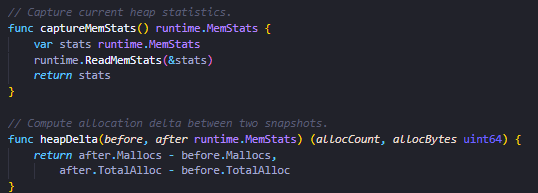 // Capture current heap statistics.
func captureMemStats() runtime.MemStats {
    var stats runtime.MemStats
    runtime.ReadMemStats(&stats)
    return stats
}

// Compute allocation delta between two snapshots.
func heapDelta(before, after runtime.MemStats) (allocCount, allocBytes uint64) {
    return after.Mallocs - before.Mallocs,
        after.TotalAlloc - before.TotalAlloc
}